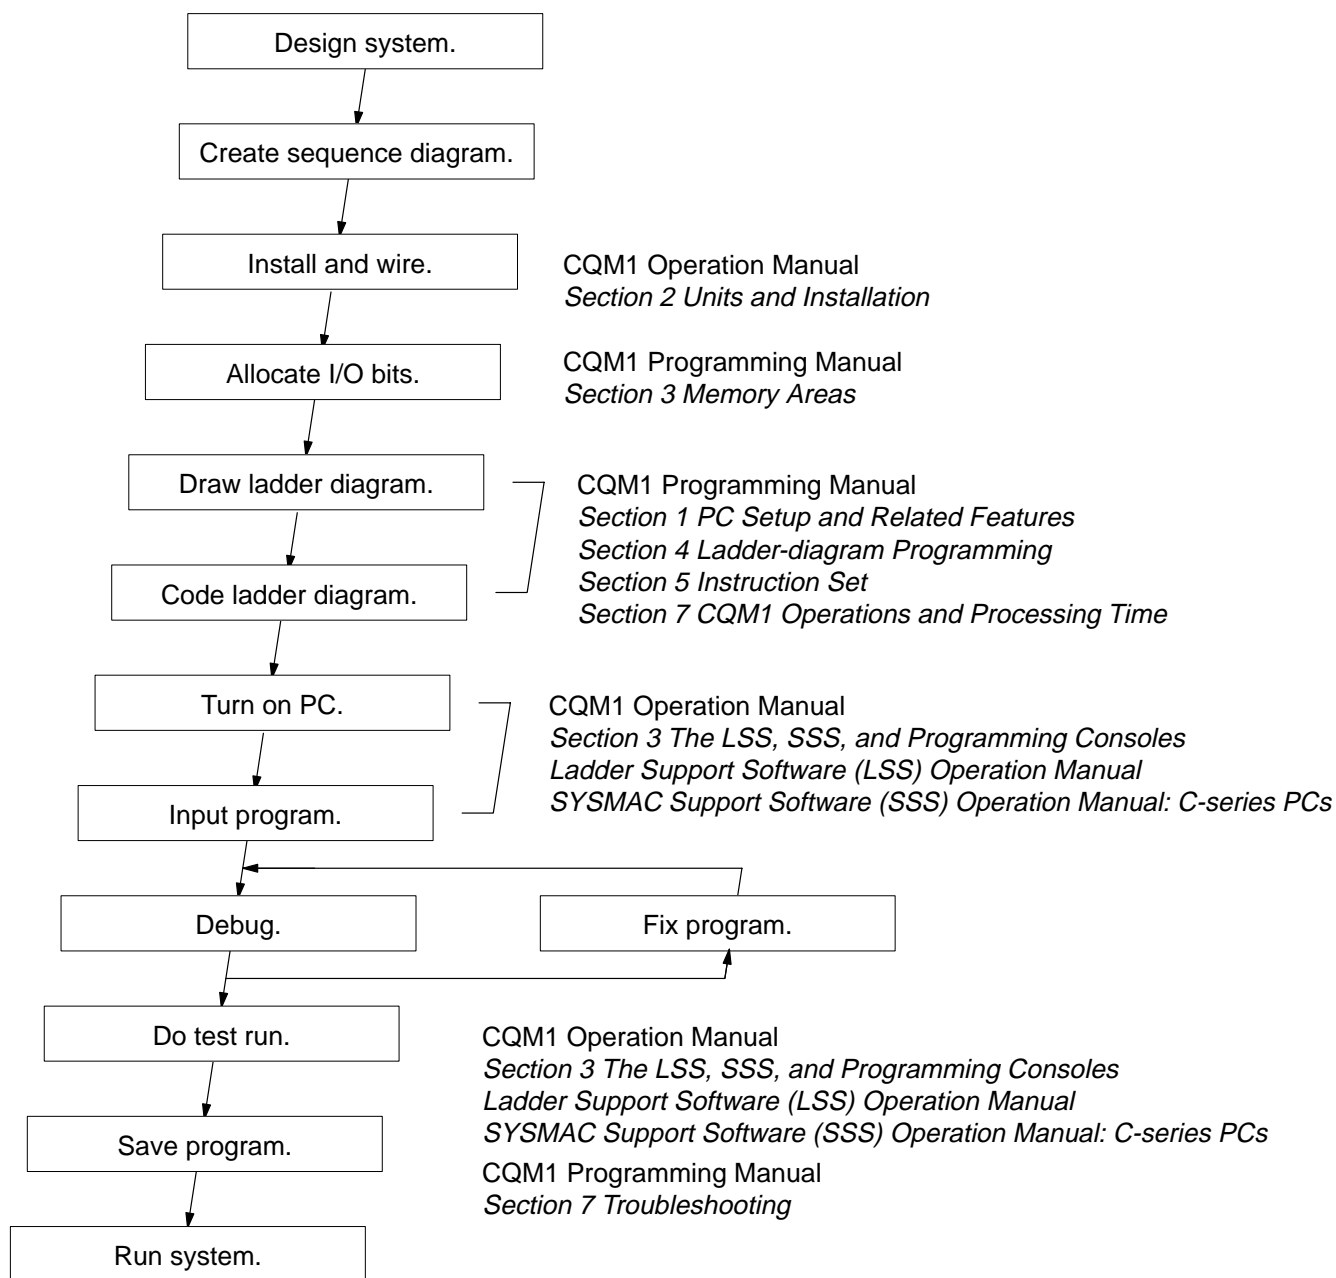 Design system.
Create sequence diagram.
Install and wire.
CQM1 Operation Manual
Section 2 Units and Installation
Allocate I/O bits.
CQM1 Programming Manual
Section 3 Memory Areas
Draw ladder diagram.
CQM1 Programming Manual
Section 1 PC Setup and Related Features
Section 4 Ladder-diagram Programming
Section 5 Instruction Set
Section 7 CQM1 Operations and Processing Time
Code ladder diagram.
Turn on PC.
CQM1 Operation Manual
Section 3 The LSS, SSS, and Programming Consoles
Ladder Support Software (LSS) Operation Manual
SYSMAC Support Software (SSS) Operation Manual: C-series PCs
Input program.
Debug.
Fix program.
Do test run.
CQM1 Operation Manual
Section 3 The LSS, SSS, and Programming Consoles
Ladder Support Software (LSS) Operation Manual
SYSMAC Support Software (SSS) Operation Manual: C-series PCs
Save program.
CQM1 Programming Manual
Section 7 Troubleshooting
Run system.